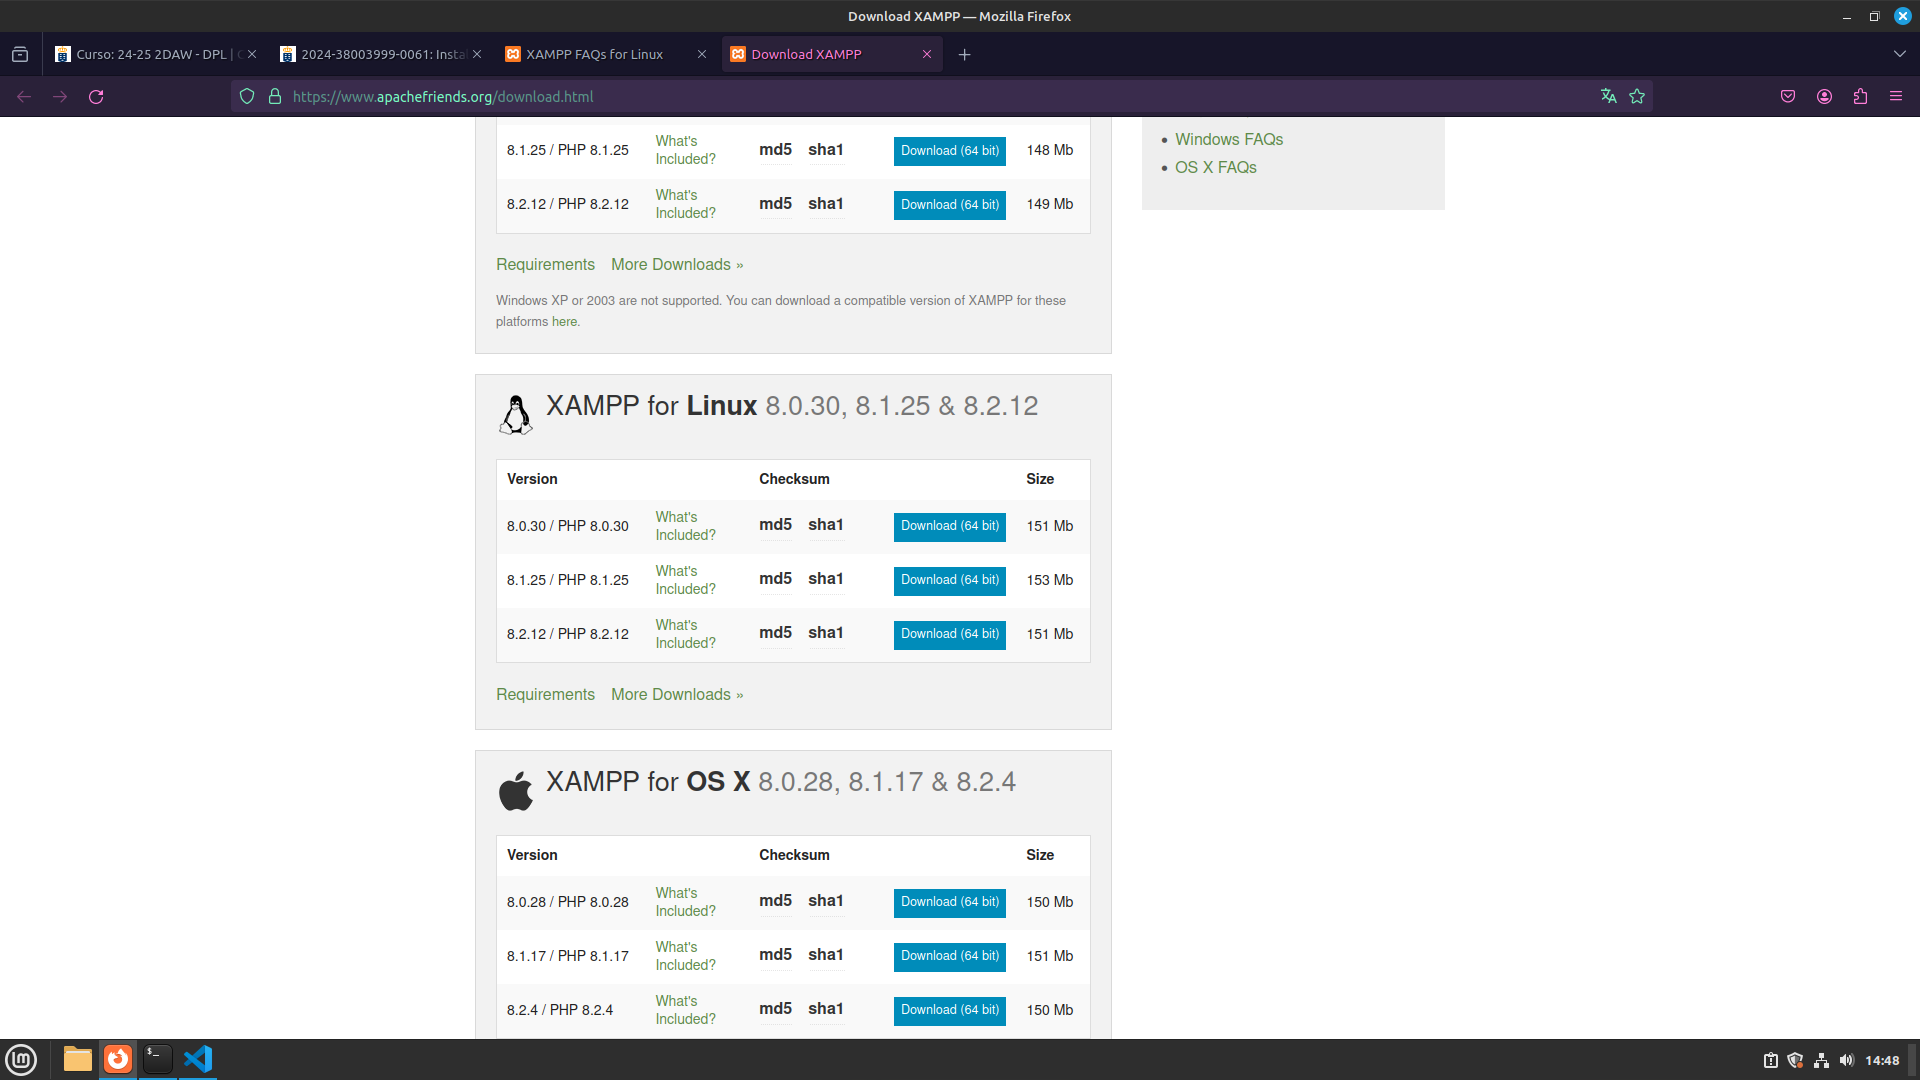 Download XAMPP — Mozilla Firefox
Curso: 24-25 2DAW - DPL |
2024-38003999-0061: Insta
XAMPP FAQs for Linux
Download XAMPP
https://www.apachefriends.org/download.html
8.1.25 / PHP 8.1.25 What's Included? md5 sha1 Download (64 bit) 148 Mb
8.2.12 / PHP 8.2.12 What's Included? md5 sha1 Download (64 bit) 149 Mb
Requirements More Downloads »
Windows XP or 2003 are not supported. You can download a compatible version of XAMPP for these
platforms here.
Windows FAQs
OS X FAQs
XAMPP for Linux 8.0.30, 8.1.25 & 8.2.12
Version Checksum Size
8.0.30 / PHP 8.0.30 What's Included? md5 sha1 Download (64 bit) 151 Mb
8.1.25 / PHP 8.1.25 What's Included? md5 sha1 Download (64 bit) 153 Mb
8.2.12 / PHP 8.2.12 What's Included? md5 sha1 Download (64 bit) 151 Mb
Requirements More Downloads »
XAMPP for OS X 8.0.28, 8.1.17 & 8.2.4
Version Checksum Size
8.0.28 / PHP 8.0.28 What's Included? md5 sha1 Download (64 bit) 150 Mb
8.1.17 / PHP 8.1.17 What's Included? md5 sha1 Download (64 bit) 151 Mb
8.2.4 / PHP 8.2.4 What's Included? md5 sha1 Download (64 bit) 150 Mb
14:48